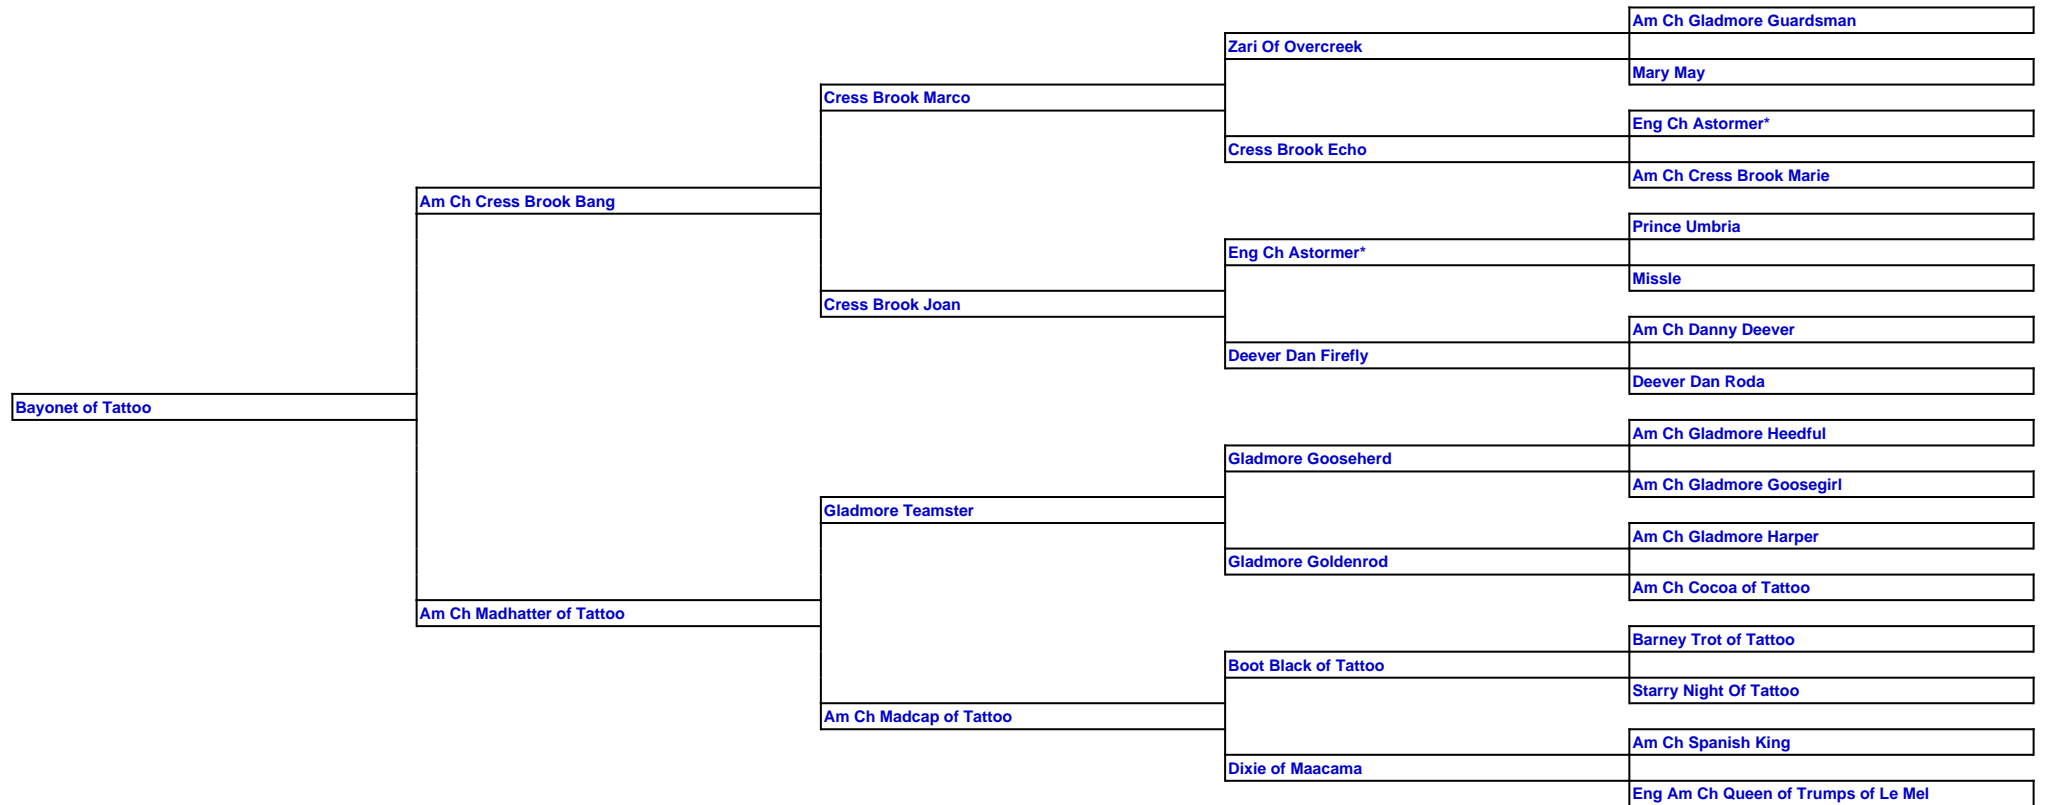 Am Ch Gladmore Guardsman
Zari Of Overcreek
Mary May
Cress Brook Marco
Eng Ch Astormer*
Cress Brook Echo
Am Ch Cress Brook Marie
Am Ch Cress Brook Bang
Prince Umbria
Eng Ch Astormer*
Missle
Cress Brook Joan
Am Ch Danny Deever
Deever Dan Firefly
Deever Dan Roda
Bayonet of Tattoo
Am Ch Gladmore Heedful
Gladmore Gooseherd
Am Ch Gladmore Goosegirl
Gladmore Teamster
Am Ch Gladmore Harper
Gladmore Goldenrod
Am Ch Cocoa of Tattoo
Am Ch Madhatter of Tattoo
Barney Trot of Tattoo
Boot Black of Tattoo
Starry Night Of Tattoo
Am Ch Madcap of Tattoo
Am Ch Spanish King
Dixie of Maacama
Eng Am Ch Queen of Trumps of Le Mel